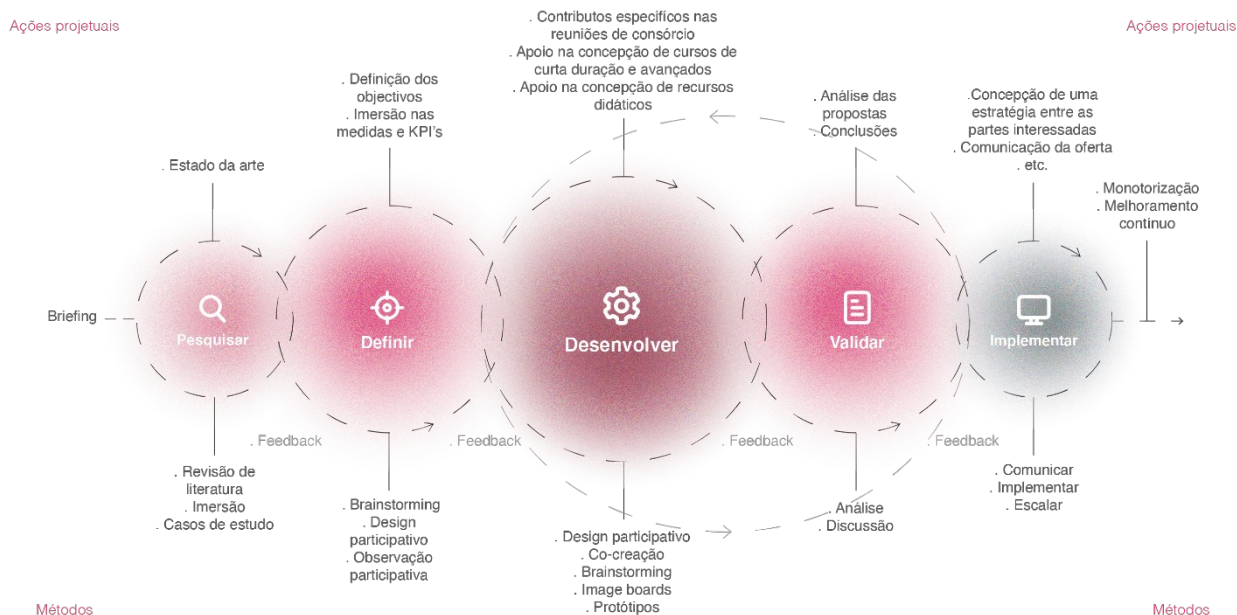 Ações projetuais
Ações projetuais
. Estado da arte
. Definição dos
objectivos
. Imersão nas
medidas e KPI's
. Contributos específicos nas
reuniões de consórcio
. Apoio na concepção de cursos de
curta duração e avançados
. Apoio na concepção de recursos
didáticos
. Análise das
propostas
. Conclusões
.Concepção de uma
estratégia entre as
partes interessadas
. Comunicação da oferta
. etc.
. Monotorização
. Melhoramento
contínuo
Briefing
Pesquisar
Definir
Desenvolver
Validar
Implementar
. Feedback
. Feedback
. Feedback
. Feedback
. Revisão de
literatura
. Imersão
. Casos de estudo
. Brainstorming
. Design
participativo
. Observação
participativa
. Design participativo
. Co-creação
. Brainstorming
. Image boards
. Protótipos
. Análise
. Discussão
. Comunicar
. Implementar
. Escalar
Métodos
Métodos